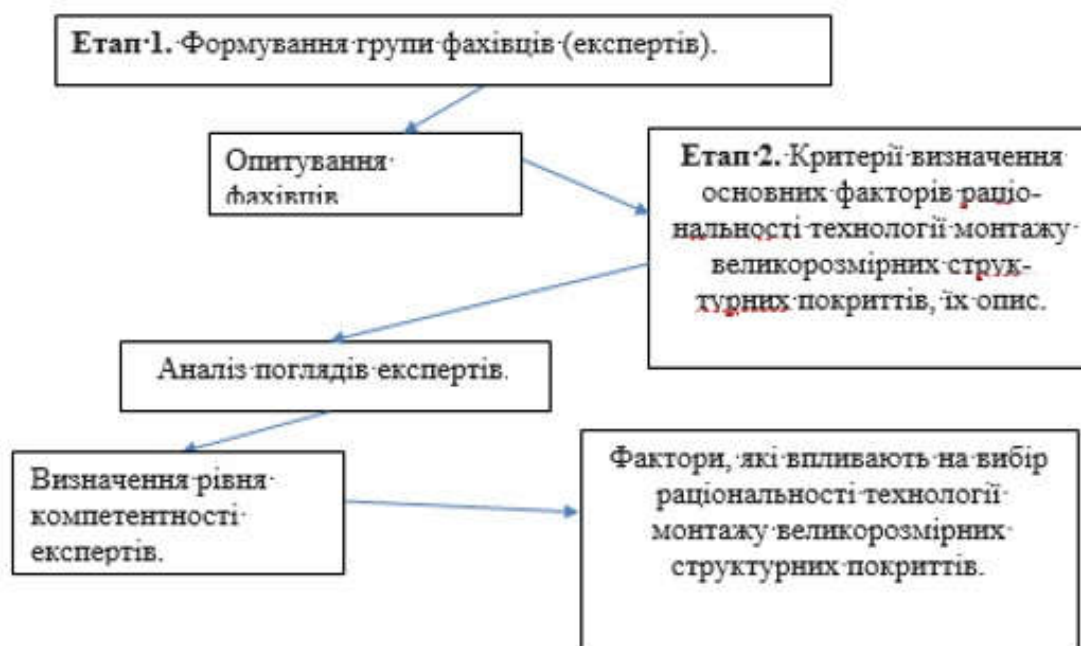 Етап 1. Формування групи фахівців (експертів).
Опитування
фахівців
Етап 2. Критерії визначення
основних факторів раціо-
нальності технології монтажу
великорозмірних струк-
турних покриттів, їх опис.
Аналіз поглядів експертів.
Визначення рівня
компетентності
експертів.
Фактори, які впливають на вибір
раціональності технології
монтажу великорозмірних
структурних покриттів.